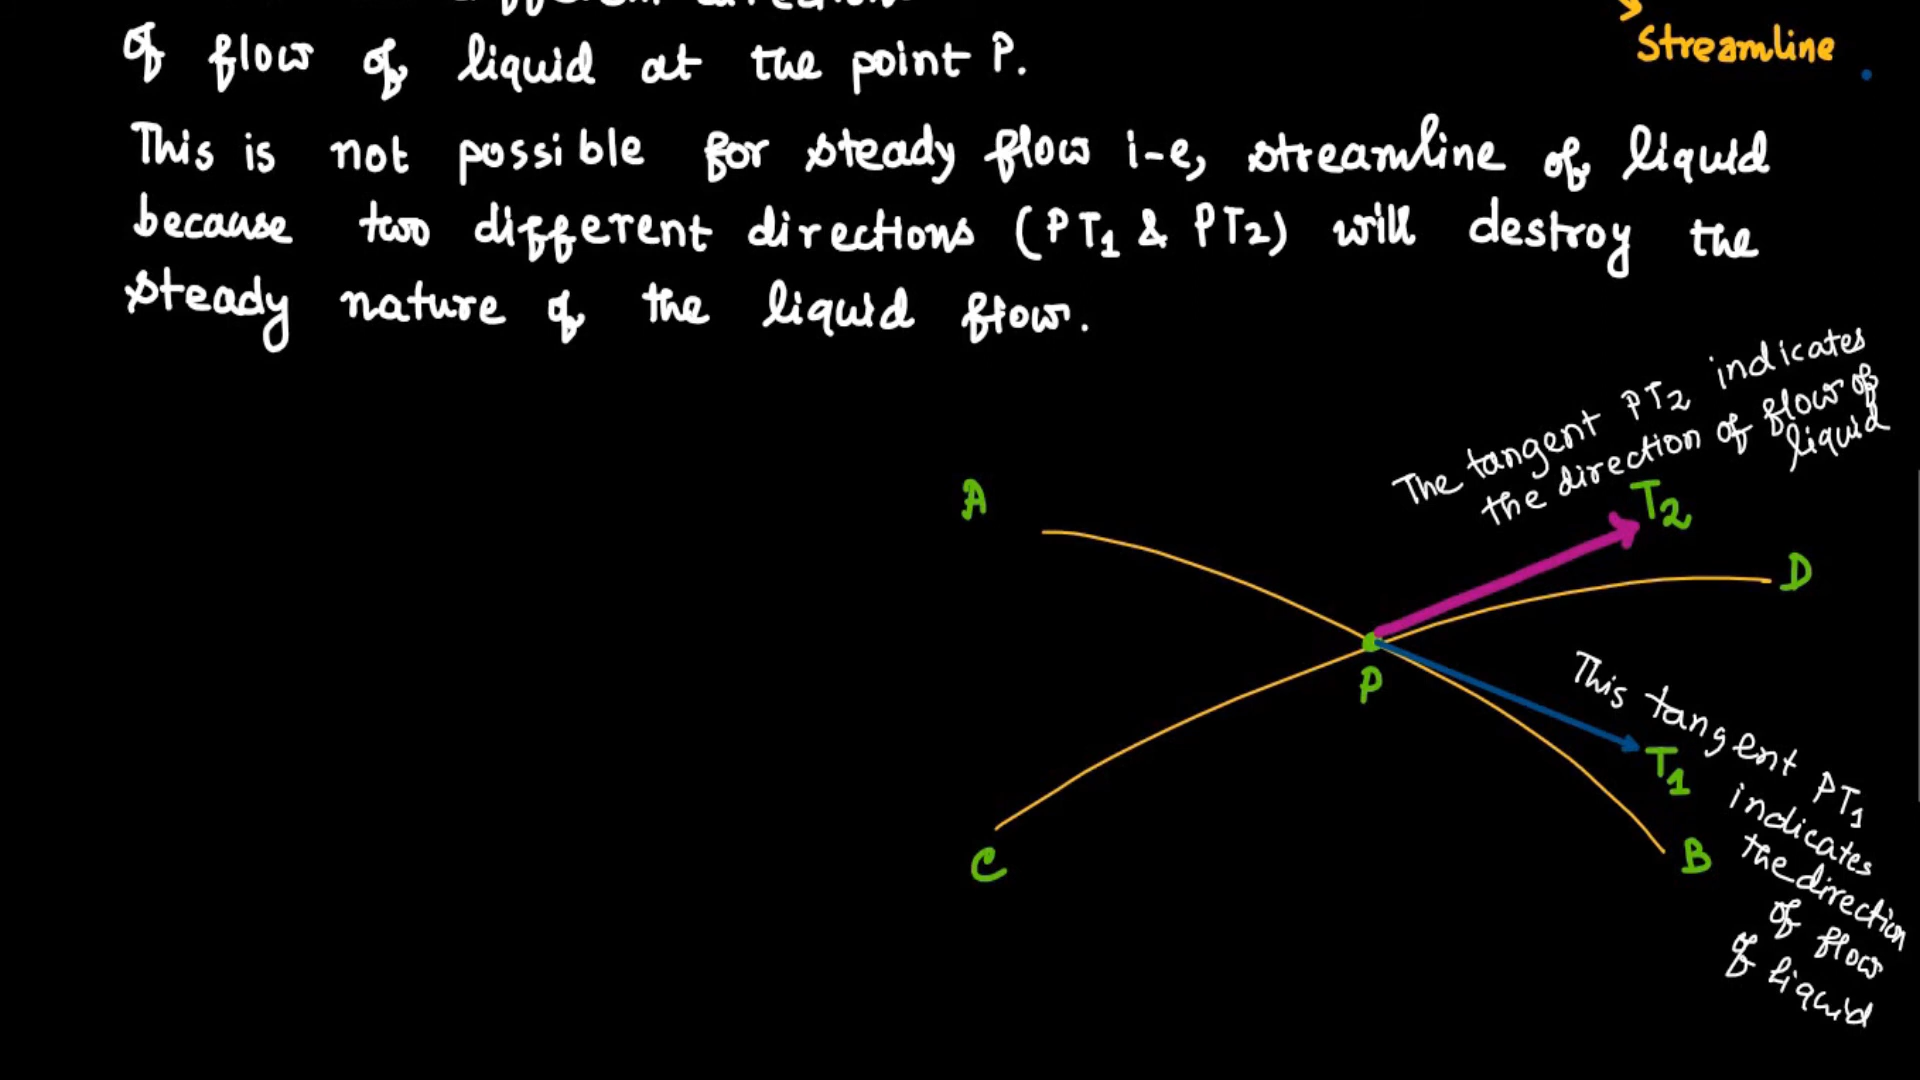 different directions
of flow of liquid at the point P.
Streamline
This is not possible for steady flow i-e, streamline of liquid
because two different directions (PT1 & PT2) will destroy the
steady nature of the liquid flow.
The tangent PT2 indicates
the direction of flow of
liquid
A
T2
D
P
This tangent PT1
indicates
the direction
of flow
of liquid
T1
B
C